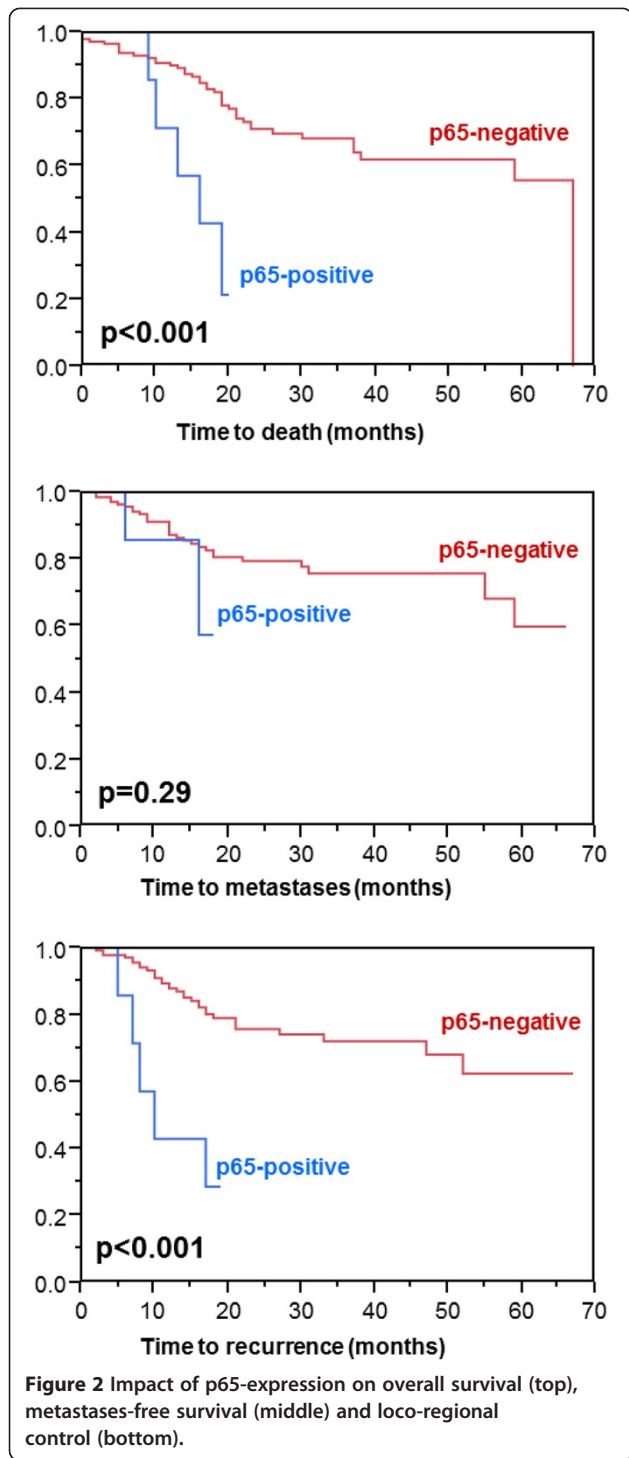 1.0
0.8
0.6
0.4
0.2
0.0
p65-negative
p65-positive
p<0.001
0 10 20 30 40 50 60 70
Time to death (months)
1.0
0.8
0.6
0.4
0.2
0.0
p65-negative
p65-positive
p=0.29
0 10 20 30 40 50 60 70
Time to metastases (months)
1.0
0.8
0.6
0.4
0.2
0.0
p65-negative
p65-positive
p<0.001
0 10 20 30 40 50 60 70
Time to recurrence (months)
Figure 2 Impact of p65-expression on overall survival (top),
metastases-free survival (middle) and loco-regional
control (bottom).